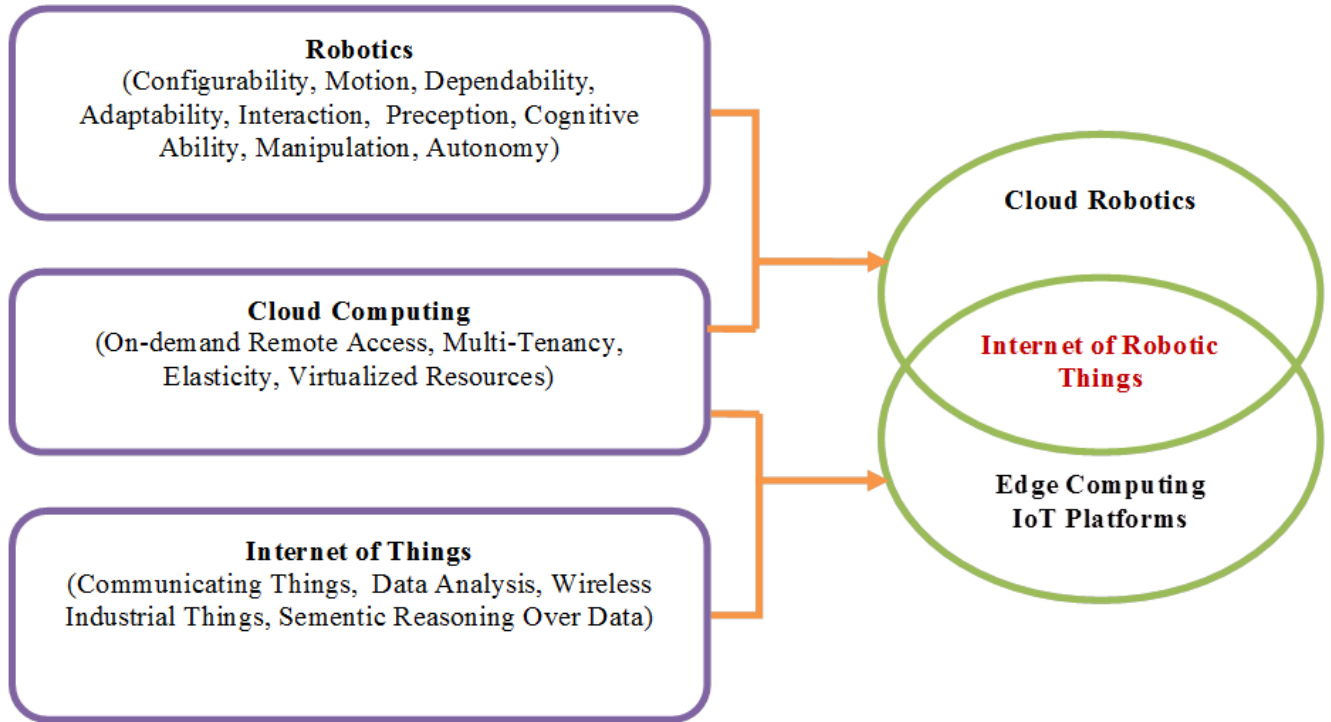 Robotics
(Configurability, Motion, Dependability,
Adaptability, Interaction, Preception, Cognitive
Ability, Manipulation, Autonomy)
Cloud Computing
(On-demand Remote Access, Multi-Tenancy,
Elasticity, Virtualized Resources)
Internet of Things
(Communicating Things, Data Analysis, Wireless
Industrial Things, Sementic Reasoning Over Data)
Cloud Robotics
Internet of Robotic
Things
Edge Computing
IoT Platforms